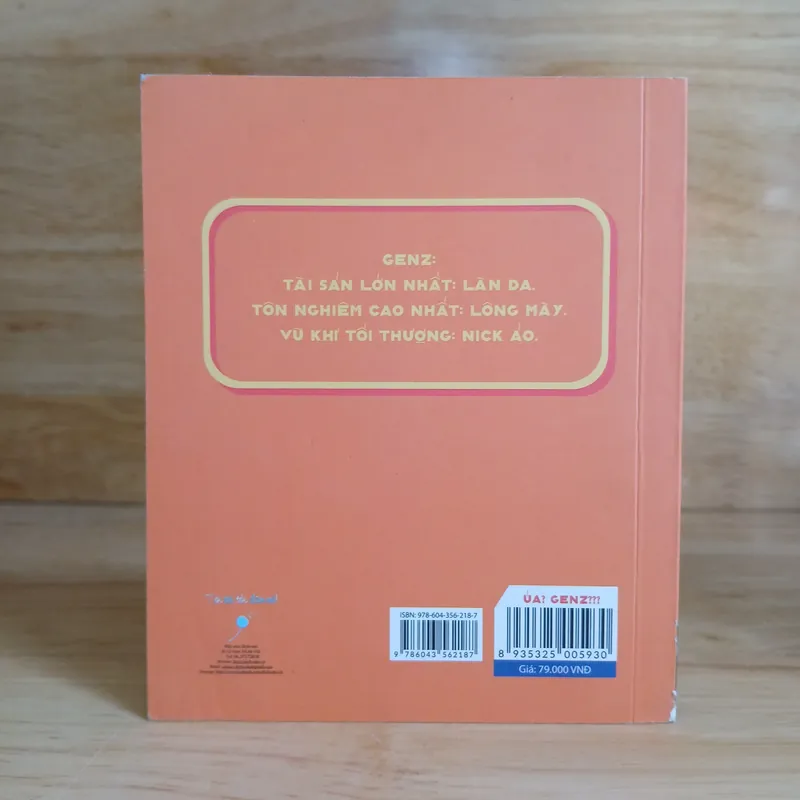 GENZ:
TÀI SẢN LỚN NHẤT: LÀN DA.
TÔN NGHIÊM CAO NHẤT: LÔNG MÀY.
VŨ KHÍ TỐI THƯỢNG: NICK ẢO.
ISBN: 978-604-356-218-7
9 786043 562187
ỦA? GENZ???
8 935325 005930
Giá: 79.000 VNĐ